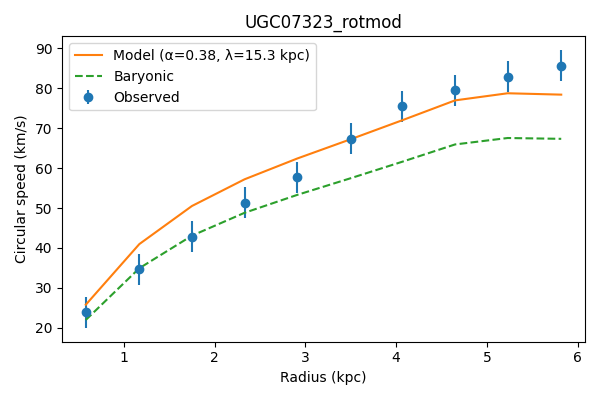 UGC07323_rotmod
Model (α=0.38, λ=15.3 kpc)
Baryonic
Observed
Circular speed (km/s)
90
80
70
60
50
40
30
20
1 2 3 4 5 6
Radius (kpc)